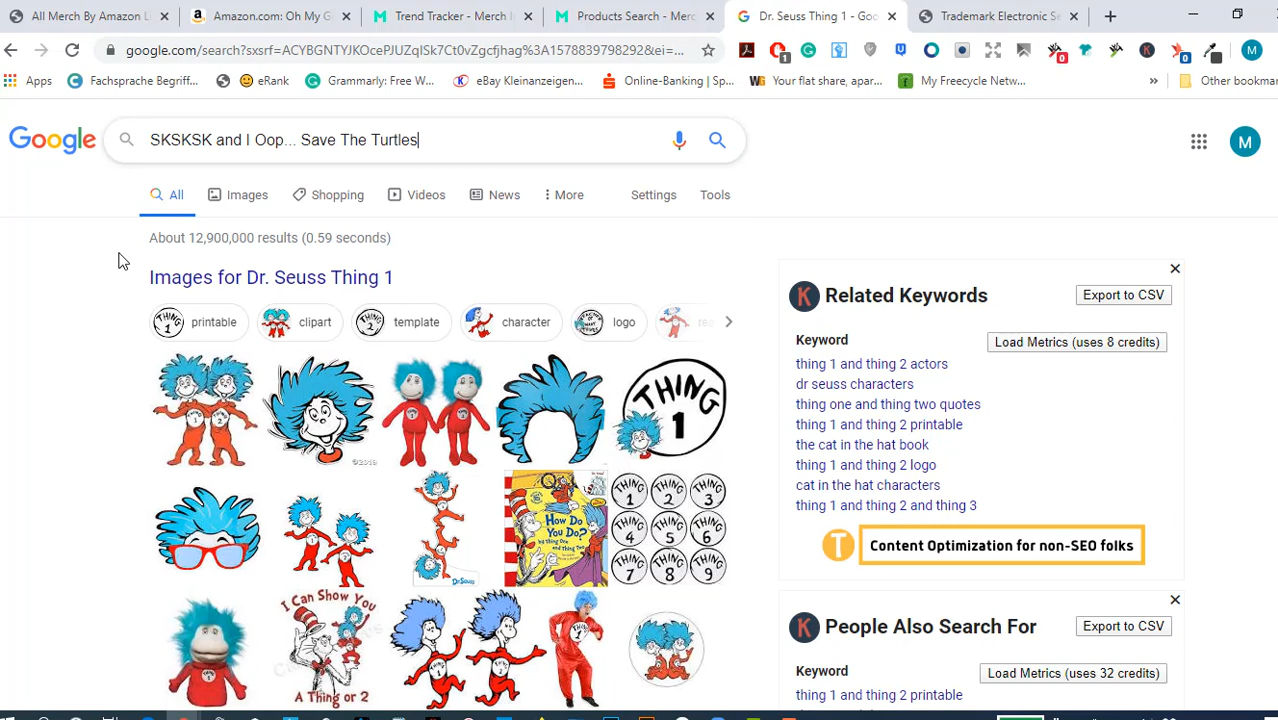 All Merch By Amazon Li
Amazon.com: Oh My G
Trend Tracker - Merch I
Products Search - Merc
Dr. Seuss Thing 1 - Goo
Trademark Electronic Se
google.com/search?sxsrf=ACYBGNTYJKOcePJUZqISk7Ct0vZgcfjhag%3A1578839798292&ei=...
Apps
Fachsprache Begriff...
eRank
Grammarly: Free W...
eBay Kleinanzeigen...
Online-Banking | Sp...
Your flat share, apar...
My Freecycle Netw...
»
Other bookmar
Google
SKSKSK and I Oop... Save The Turtles
M
All
Images
Shopping
Videos
News
More
Settings
Tools
About 12,900,000 results (0.59 seconds)
Images for Dr. Seuss Thing 1
printable
clipart
template
character
logo
Related Keywords
Export to CSV
Keyword
Load Metrics (uses 8 credits)
thing 1 and thing 2 actors
dr seuss characters
thing one and thing two quotes
thing 1 and thing 2 printable
the cat in the hat book
thing 1 and thing 2 logo
cat in the hat characters
thing 1 and thing 2 and thing 3
T Content Optimization for non-SEO folks
THING
1
©2019
How Do
You Do?
Dr.Seuss
THING 1
THING 2
THING 3
THING 4
THING 5
THING 6
THING 7
THING 8
THING 9
I Can Show You
A Thing or 2
People Also Search For
Export to CSV
Keyword
Load Metrics (uses 32 credits)
thing 1 and thing 2 printable